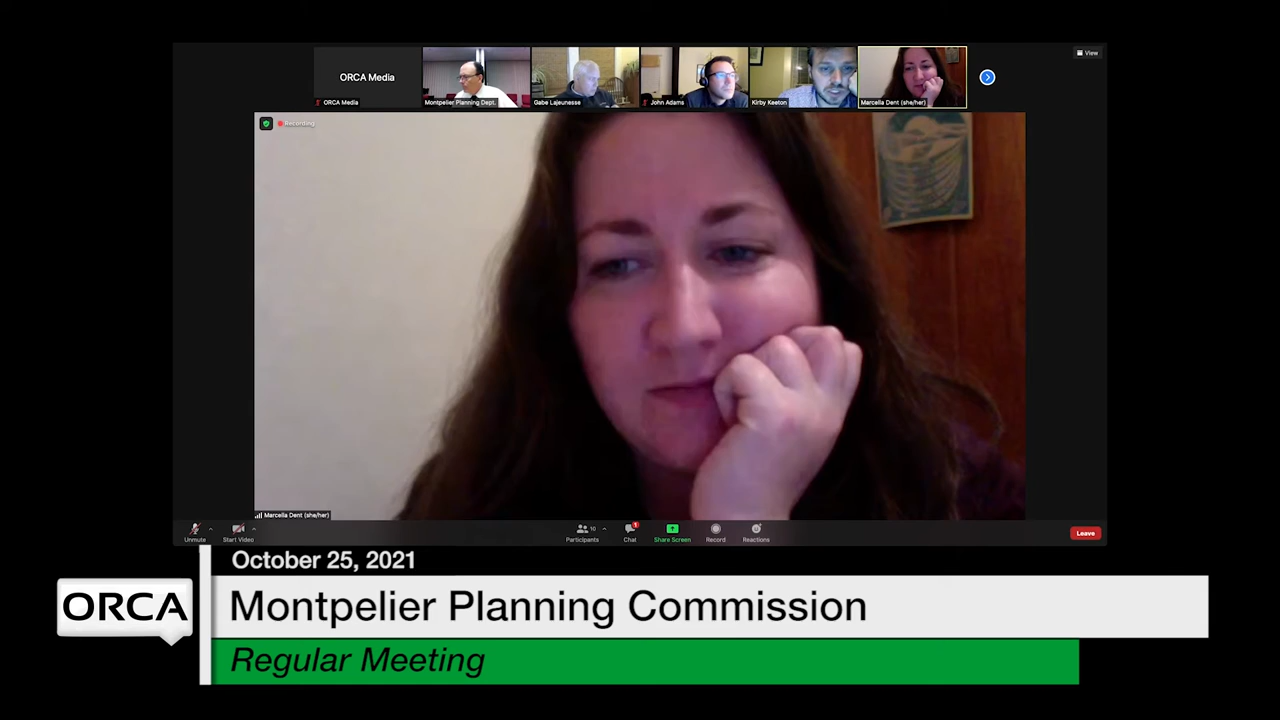 View
ORCA Media
ORCA Media
Montpelier Planning Dept.
Gabe Lajeunesse
John Adams
Kirby Keeton
Marcella Dent (she/her)
Recording
Marcella Dent (she/her)
Unmute
Start Video
Participants
10
Chat
1
Share Screen
Record
Reactions
Leave
October 25, 2021
ORCA
Montpelier Planning Commission
Regular Meeting